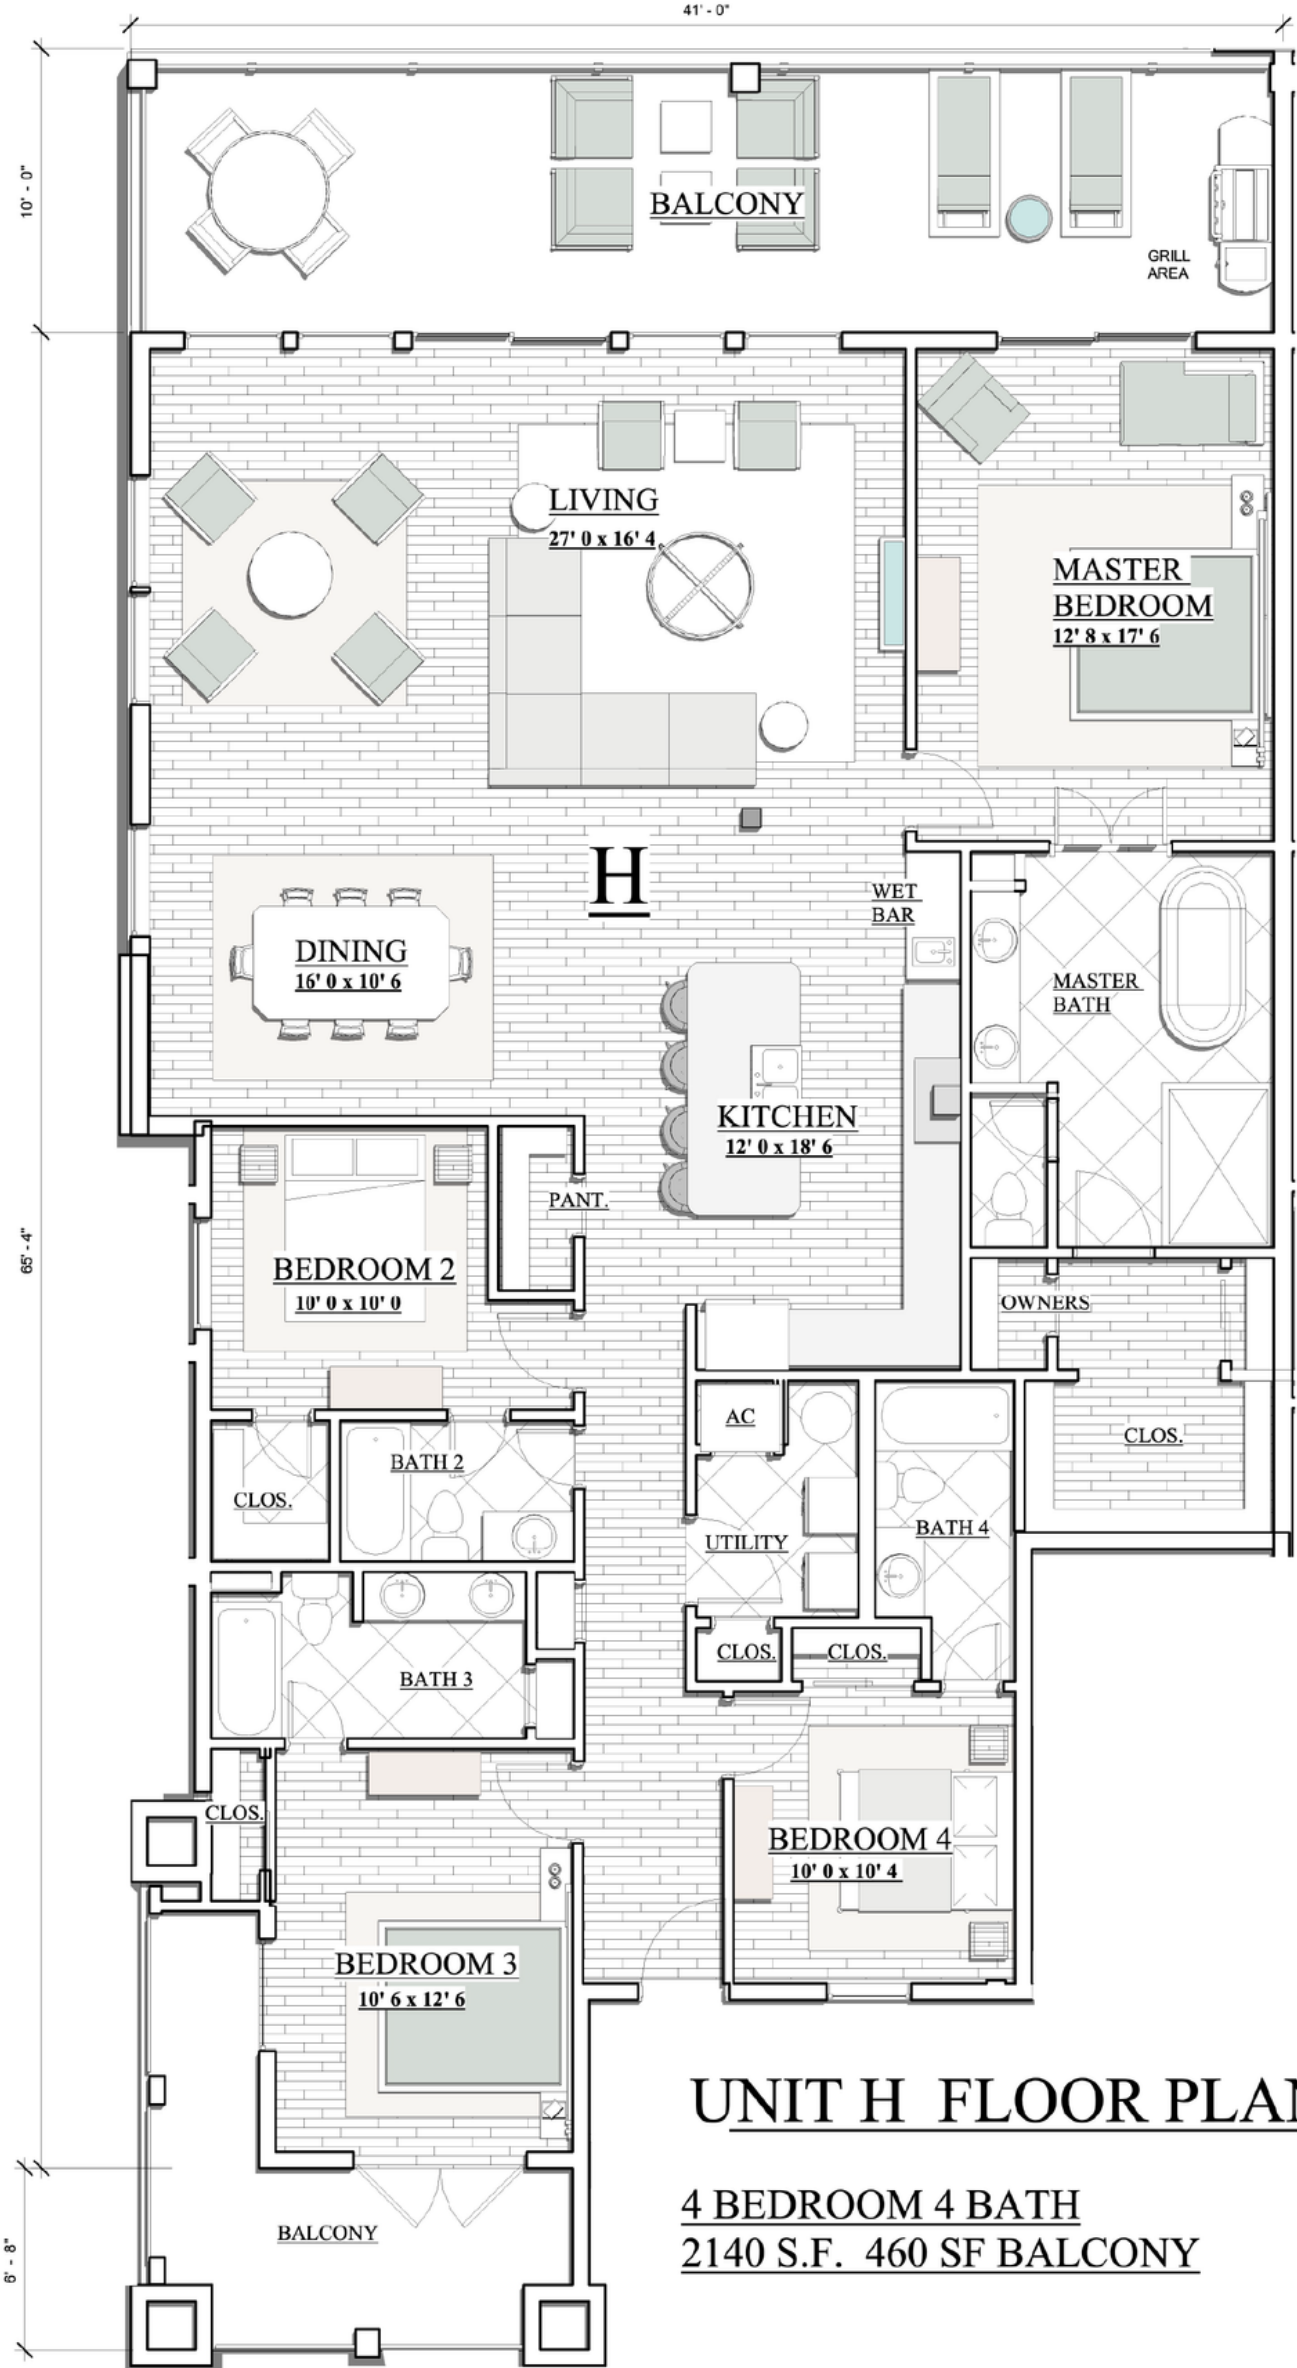 41' - 0"
10' - 0"
BALCONY
GRILL
AREA
LIVING
27' 0 x 16' 4
MASTER
BEDROOM
12' 8 x 17' 6
H
WET
BAR
DINING
16' 0 x 10' 6
MASTER
BATH
KITCHEN
12' 0 x 18' 6
PANT.
65' - 4"
BEDROOM 2
10' 0 x 10' 0
OWNERS
AC
CLOS.
BATH 2
CLOS.
BATH 4
UTILITY
CLOS.
CLOS.
BATH 3
CLOS.
BEDROOM 4
10' 0 x 10' 4
BEDROOM 3
10' 6 x 12' 6
UNIT H FLOOR PLAN
4 BEDROOM 4 BATH
2140 S.F. 460 SF BALCONY
BALCONY
6' - 8"